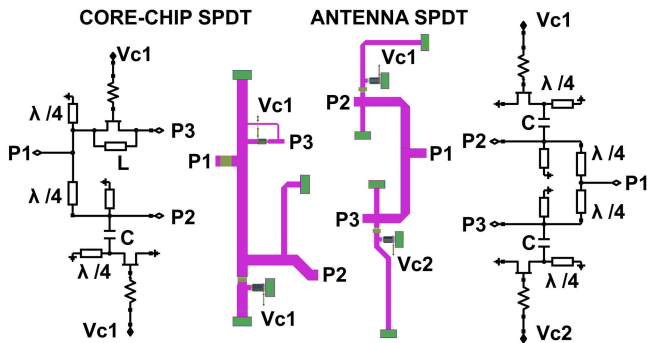 CORE-CHIP SPDT
ANTENNA SPDT
Vc1
λ /4
P3
L
P1
λ /4
P2
C
λ /4
Vc1
Vc1
P3
P1
P2
Vc1
Vc1
P2
P1
P3
Vc2
Vc1
λ /4
C
P2
λ /4
P1
λ /4
P3
C
λ /4
Vc2